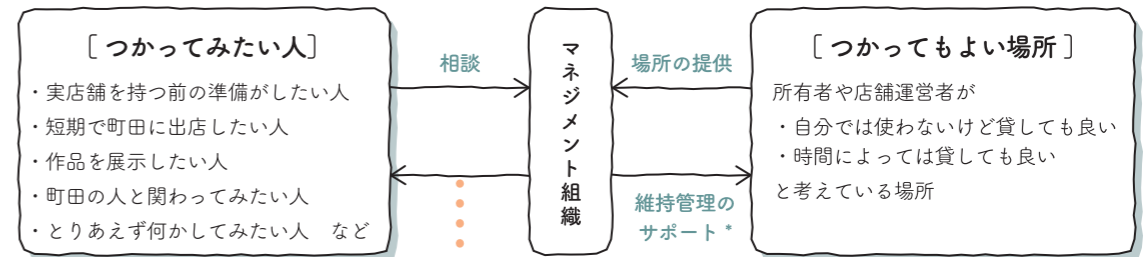 [ つかってみたい人]
・実店舗を持つ前の準備がしたい人
・短期で町田に出店したい人
・作品を展示したい人
・町田の人と関わってみたい人
・とりあえず何かしてみたい人　など
相談
マネジメント組織
場所の提供
維持管理の
サポート *
[ つかってもよい場所 ]
所有者や店舗運営者が
・自分では使わないけど貸しても良い
・時間によっては貸しても良い
と考えている場所